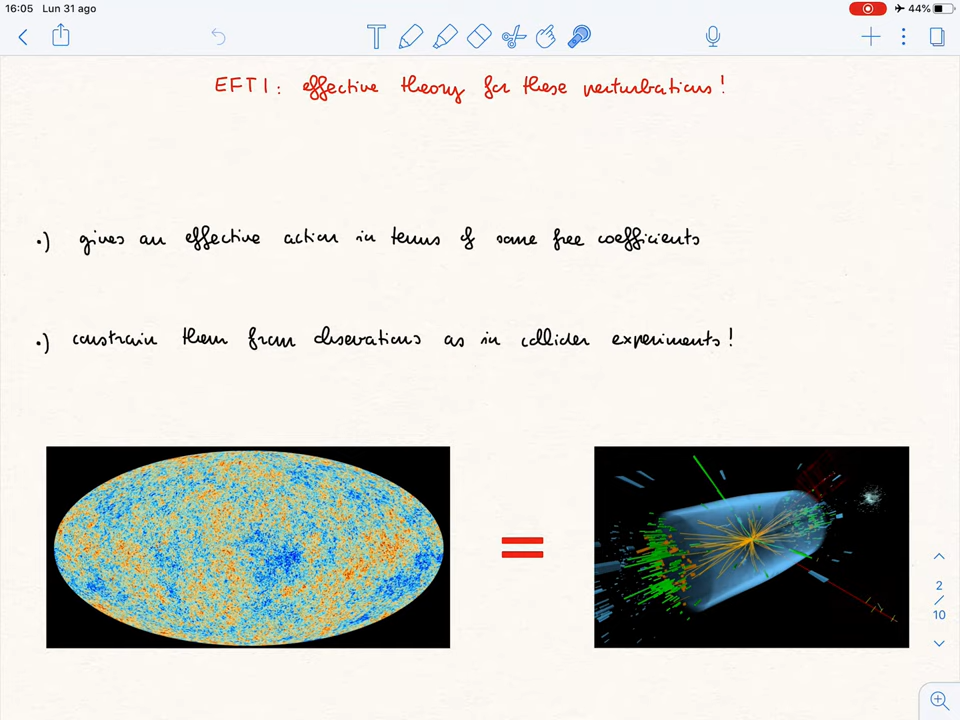 16:05 Lun 31 ago
44%
EFTI: effective theory for these perturbations!
•) gives an effective action in terms of some free coefficients
•) constrain them from observations as in collider experiments!
2
/
10